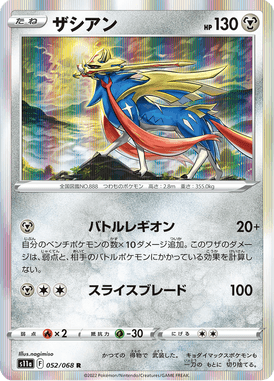 たね ザシアン HP 130
全国図鑑NO.888 つわものポケモン 高さ：2.8m 重さ：355.0kg
バトルレギオン 20+
自分のベンチポケモンの数×10ダメージ追加。このワザのダメー
ジは、弱点と、相手のバトルポケモンにかかっている効果を計算し
ない。
スライスブレード 100
弱点 ×2 抵抗力 -30 にげる
Illus.nagimiso
s11a F 052/068 R
かつての 姿で 武装した。 キョダイマックスポケモンも
一刀の もとに 切り捨てる。
©2022 Pokémon/Nintendo/Creatures/GAME FREAK.